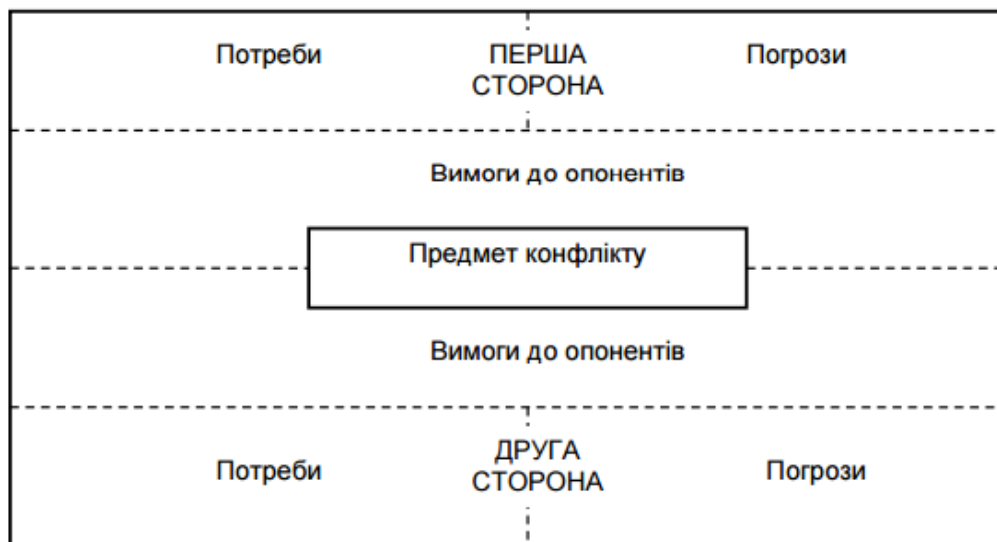 Потреби ПЕРША Погрози
СТОРОНА
Вимоги до опонентів
Предмет конфлікту
Вимоги до опонентів
ДРУГА
Потреби СТОРОНА Погрози